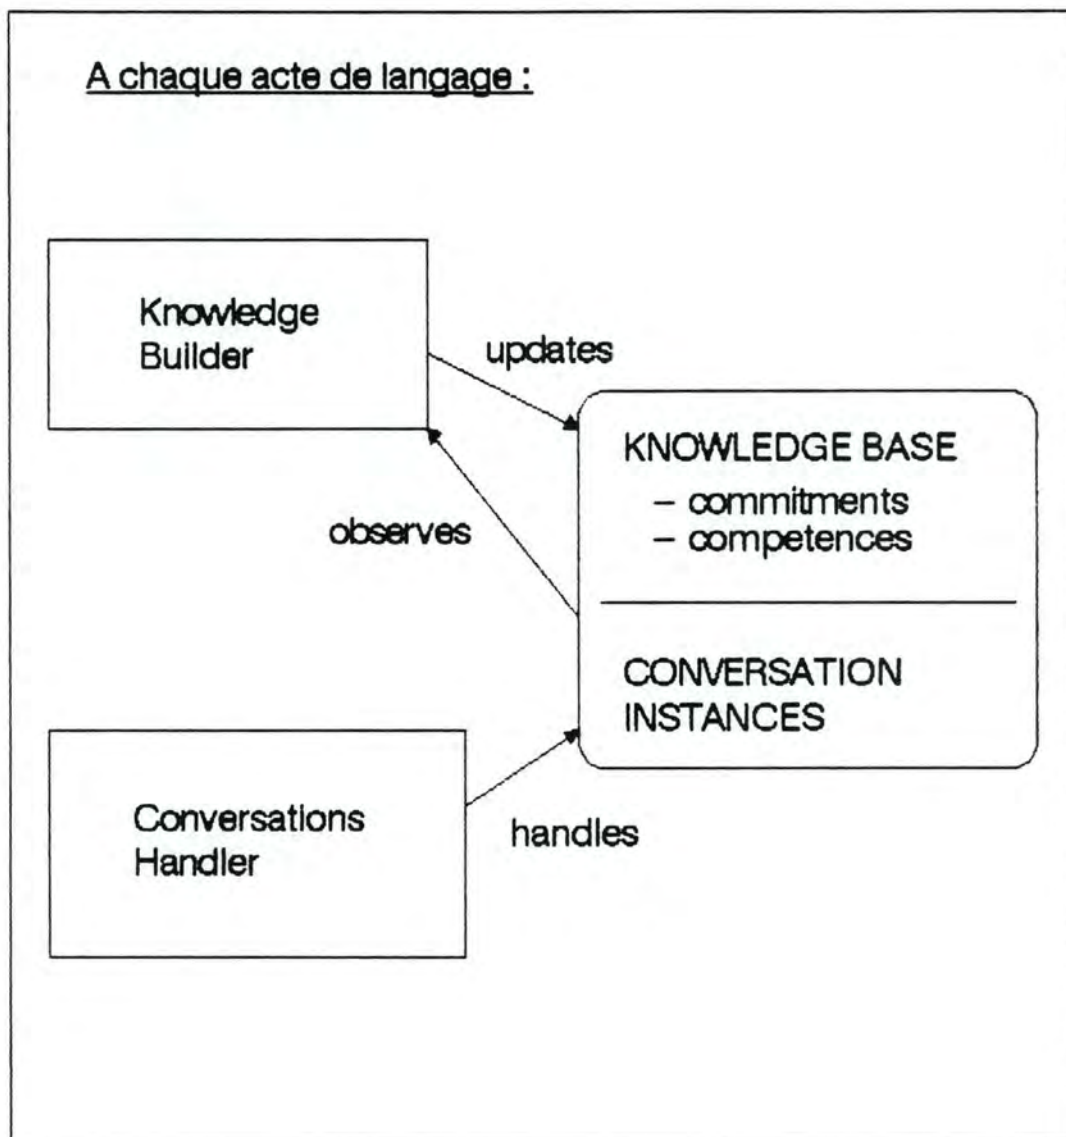 A chaque acte de langage :
Knowledge
Builder
updates
KNOWLEDGE BASE
– commitments
– competences
observes
CONVERSATION
INSTANCES
Conversations
Handler
handles